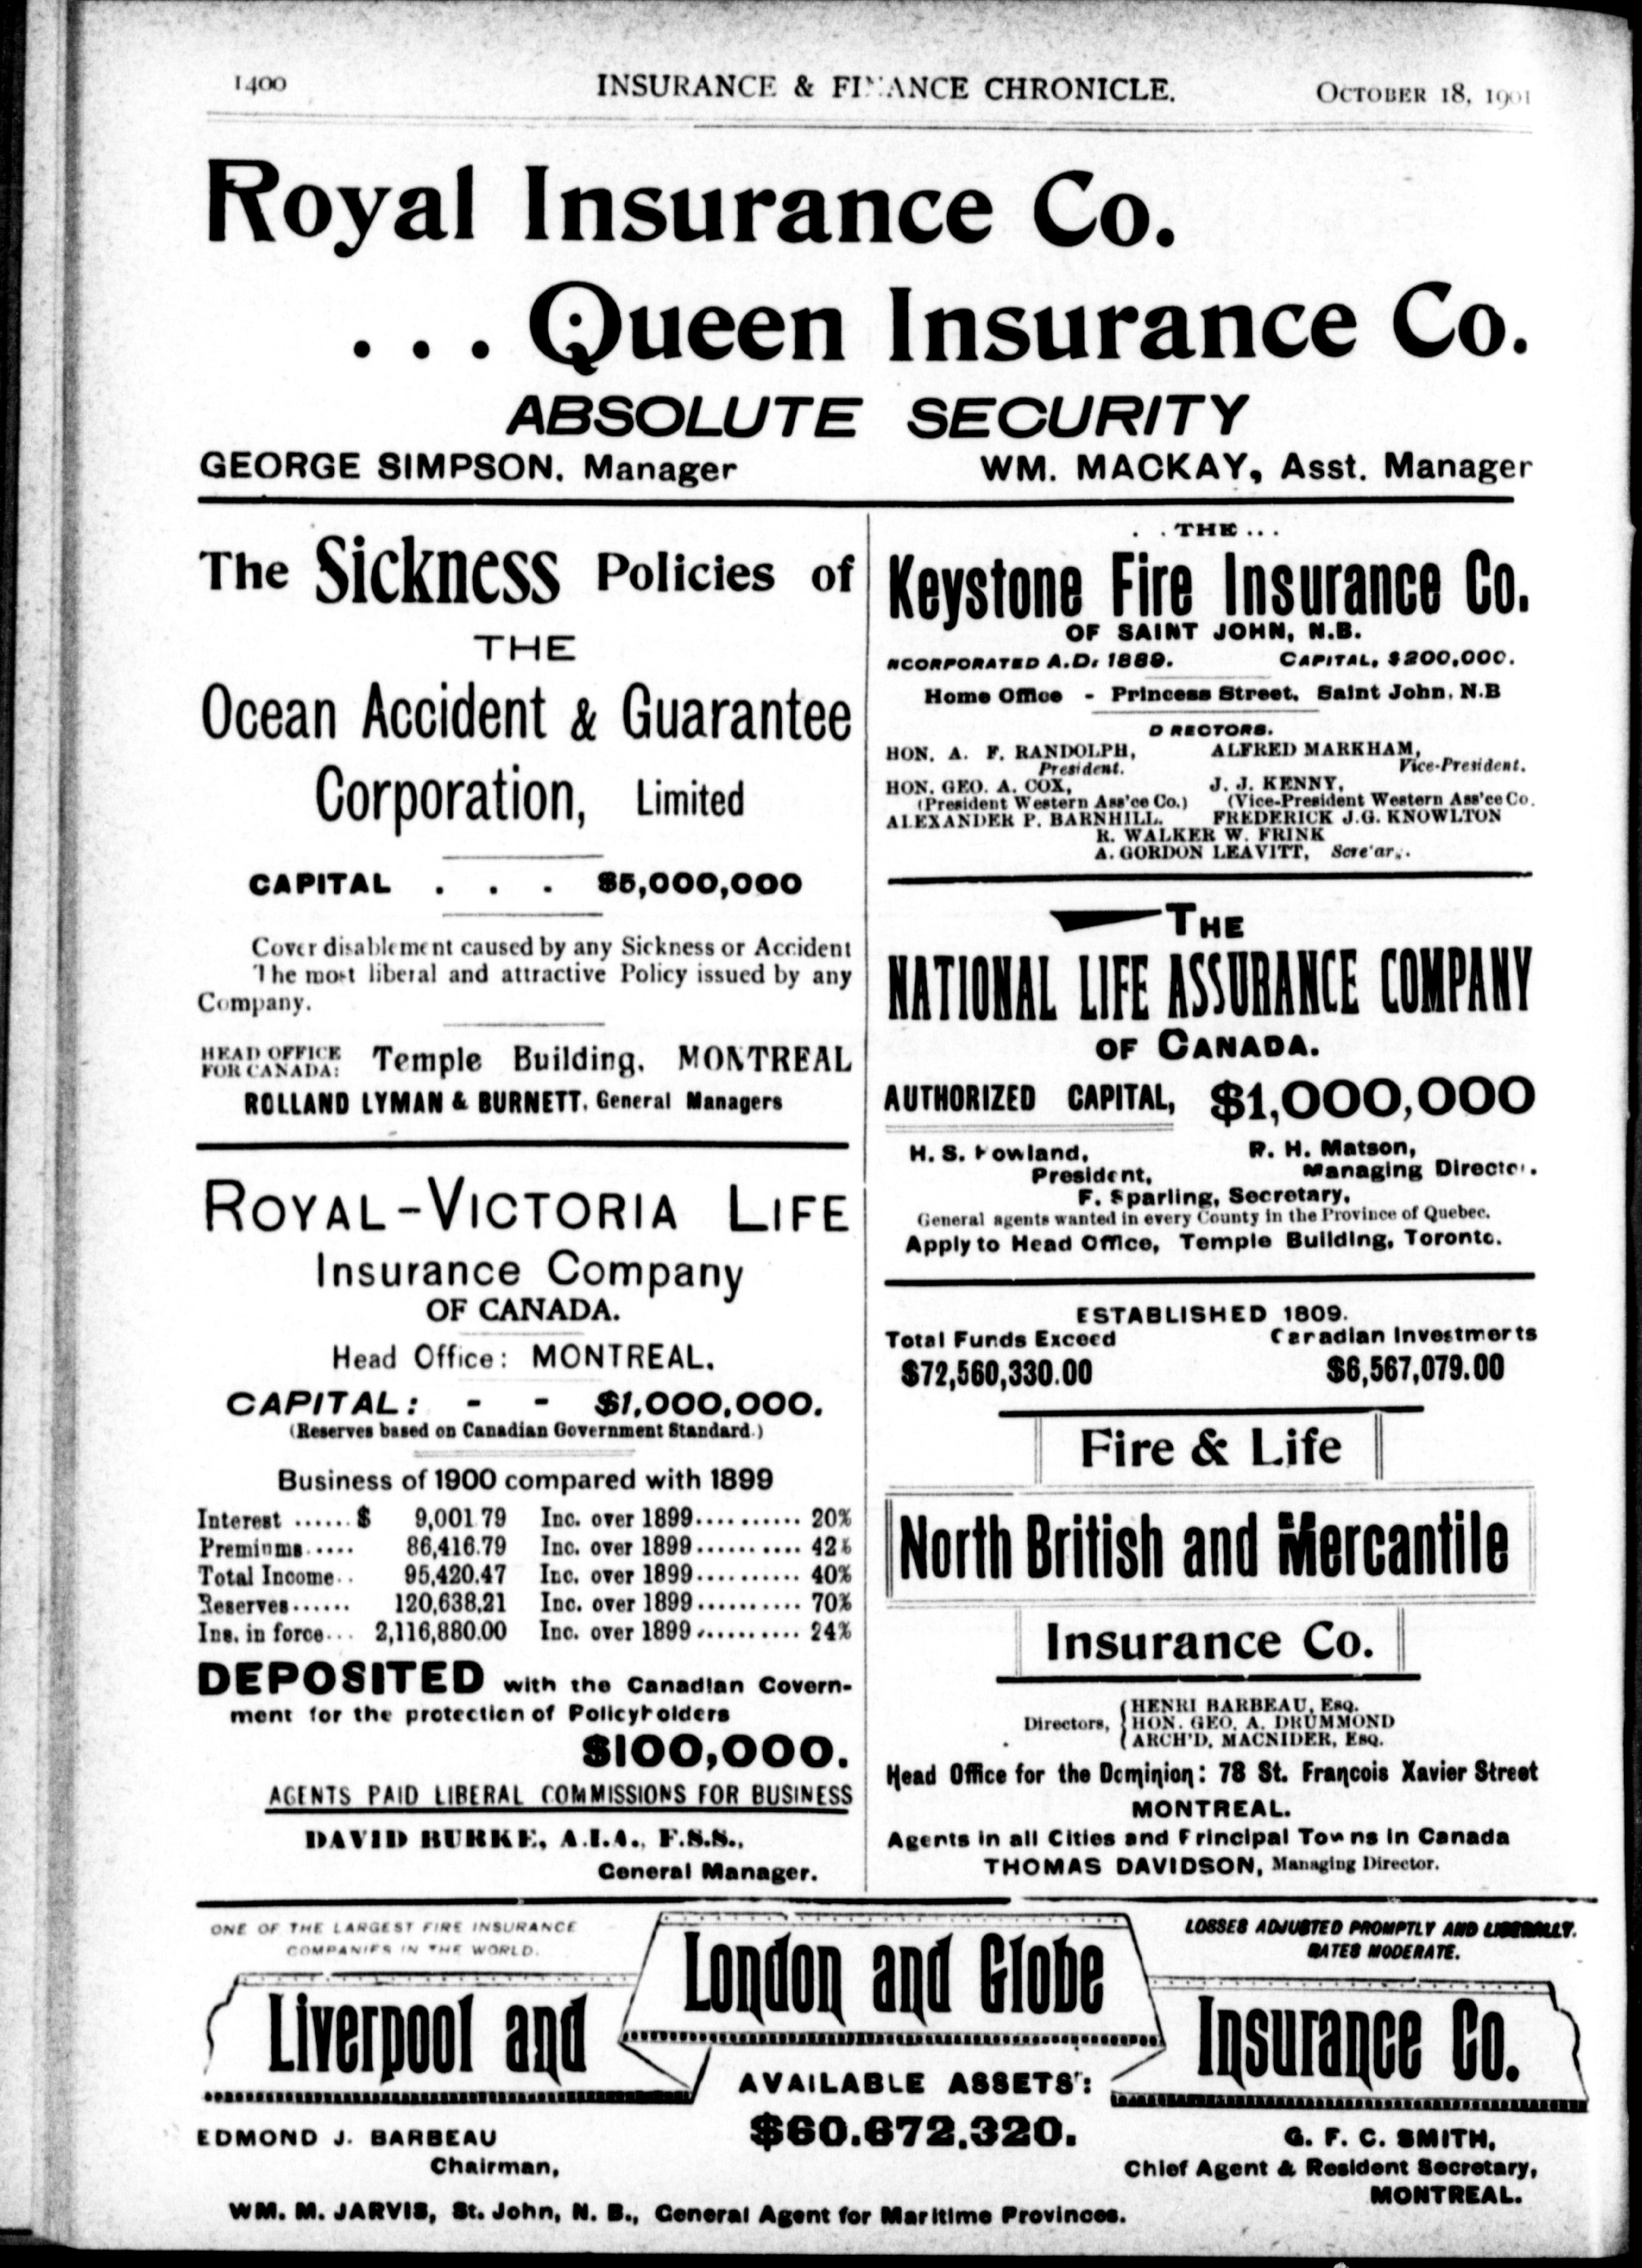 1400
INSURANCE & FINANCE CHRONICLE.
OCTOBER 18, 1901
Royal Insurance Co.
. . . Queen Insurance Co.
ABSOLUTE SECURITY
GEORGE SIMPSON, Manager
WM. MACKAY, Asst. Manager
The Sickness Policies of
THE
Ocean Accident & Guarantee
Corporation, Limited
CAPITAL . . . $5,000,000
Cover disablement caused by any Sickness or Accident
The most liberal and attractive Policy issued by any
Company.
HEAD OFFICE
FOR CANADA:
Temple Building, MONTREAL
ROLLAND LYMAN & BURNETT, General Managers
ROYAL-VICTORIA LIFE
Insurance Company
OF CANADA.
Head Office: MONTREAL.
CAPITAL: - - $1,000,000.
(Reserves based on Canadian Government Standard.)
Business of 1900 compared with 1899
Interest ...... $ 9,001 79 Inc. over 1899.......... 20%
Premiums..... 86,416.79 Inc. over 1899.......... 42%
Total Income.. 95,420.47 Inc. over 1899.......... 40%
Reserves...... 120,638.21 Inc. over 1899.......... 70%
Ins. in force... 2,116,880.00 Inc. over 1899.......... 24%
DEPOSITED with the Canadian Govern-
ment for the protection of Policyholders
$100,000.
AGENTS PAID LIBERAL COMMISSIONS FOR BUSINESS
DAVID BURKE, A.I.A., F.S.S.,
General Manager.
. . THE ...
Keystone Fire Insurance Co.
OF SAINT JOHN, N.B.
NCORPORATED A.D. 1889. CAPITAL, $200,000.
Home Office - Princess Street, Saint John, N.B
D RECTORS.
HON. A. F. RANDOLPH, ALFRED MARKHAM,
President. Vice-President.
HON. GEO. A. COX, J. J. KENNY,
(President Western Ass'ce Co.) (Vice-President Western Ass'ce Co.
ALEXANDER P. BARNHILL. FREDERICK J.G. KNOWLTON
R. WALKER W. FRINK
A. GORDON LEAVITT,
THE
NATIONAL LIFE ASSURANCE COMPANY
OF CANADA.
AUTHORIZED CAPITAL, $1,000,000
H. S. Howland, R. H. Matson,
President, Managing Director.
F. Sparling, Secretary,
General agents wanted in every County in the Province of Quebec.
Apply to Head Office, Temple Building, Toronto.
ESTABLISHED 1809.
Total Funds Exceed Canadian Investments
$72,560,330.00 $6,567,079.00
Fire & Life
North British and Mercantile
Insurance Co.
Directors,
HENRI BARBEAU, ESQ.
HON. GEO. A. DRUMMOND
ARCH'D. MACNIDER, ESQ.
Head Office for the Dominion: 78 St. Francois Xavier Street
MONTREAL.
Agents in all Cities and Principal Towns in Canada
THOMAS DAVIDSON, Managing Director.
ONE OF THE LARGEST FIRE INSURANCE
COMPANIES IN THE WORLD.
LOSSES ADJUSTED PROMPTLY AND LIBERALLY.
RATES MODERATE.
Liverpool and London and Globe Insurance Co.
AVAILABLE ASSETS:
$60,672,320.
EDMOND J. BARBEAU
Chairman,
G. F. C. SMITH,
Chief Agent & Resident Secretary,
MONTREAL.
WM. M. JARVIS, St. John, N. B., General Agent for Maritime Provinces.